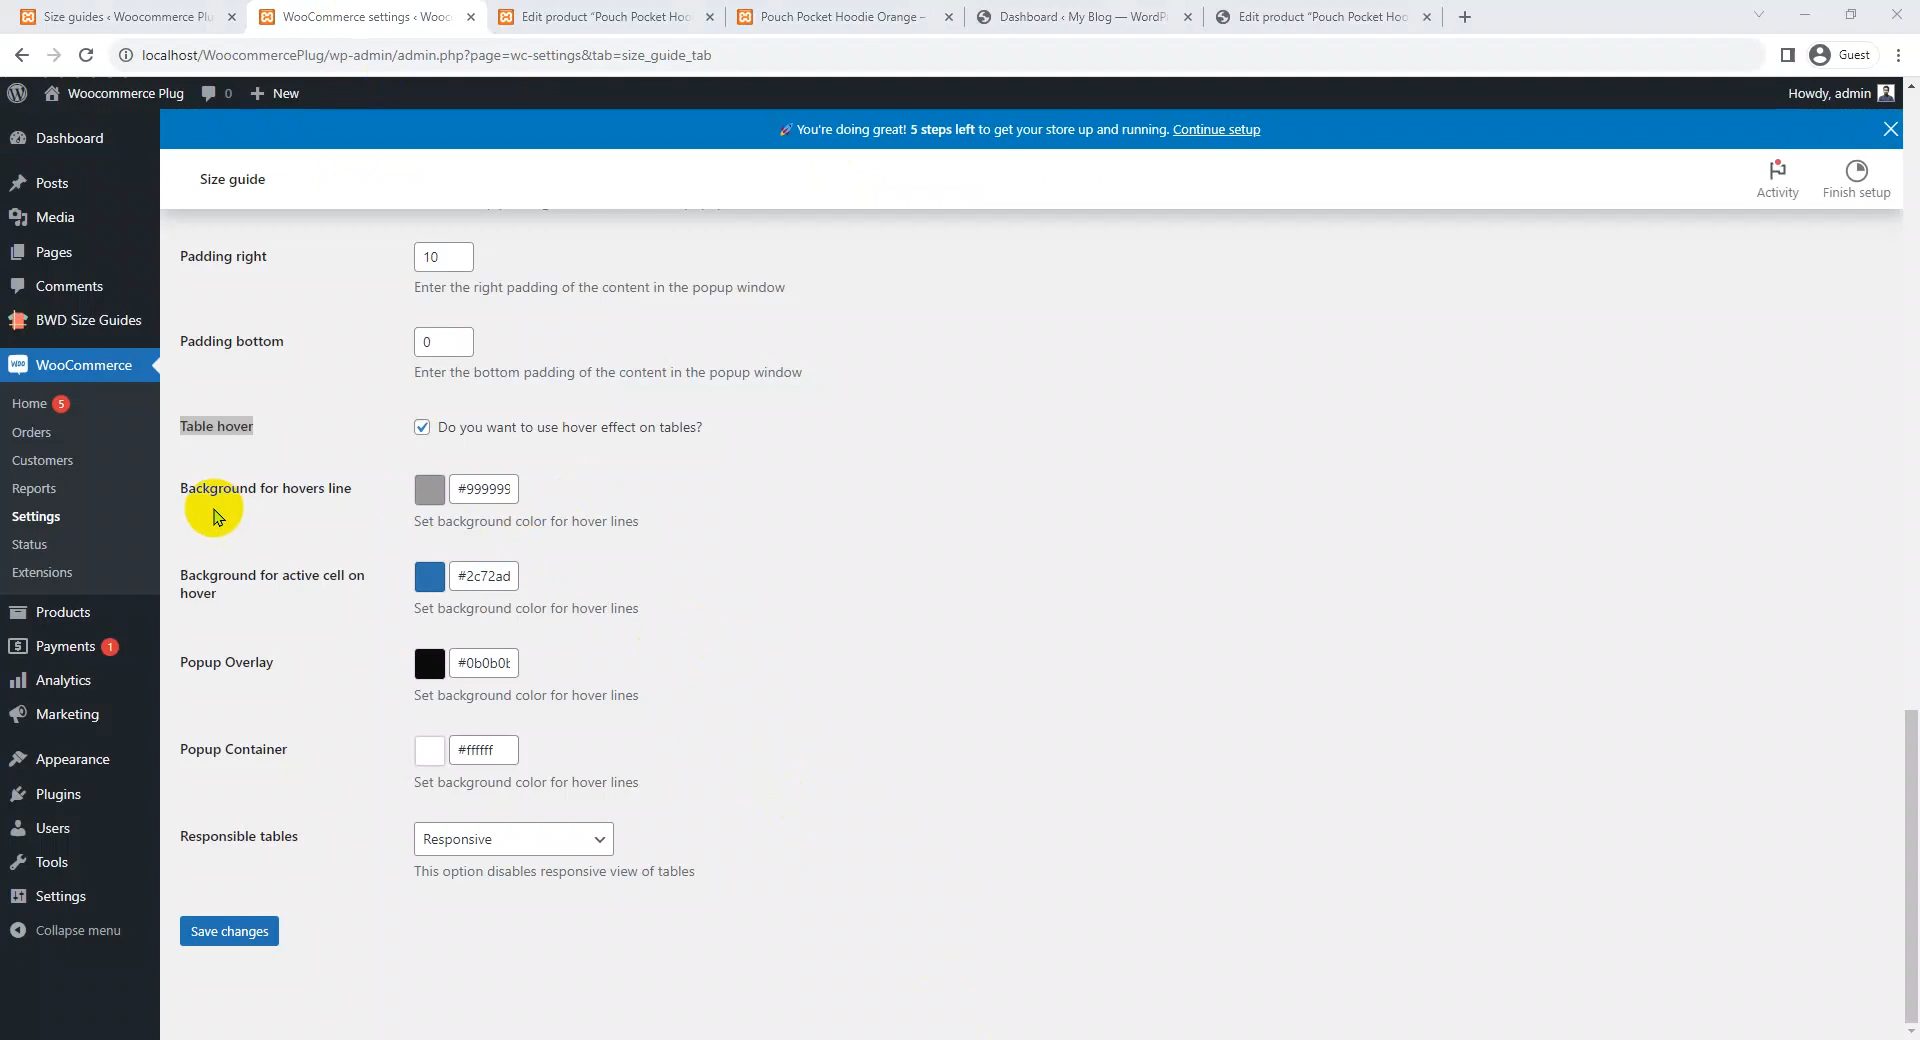 Size guides ‹ Woocommerce Plu
WooCommerce settings ‹ Wooc
Edit product “Pouch Pocket Hoo
Pouch Pocket Hoodie Orange –
Dashboard ‹ My Blog — WordP
Edit product “Pouch Pocket Hoo
localhost/WoocommercePlug/wp-admin/admin.php?page=wc-settings&tab=size_guide_tab
Guest
Woocommerce Plug
0
New
Howdy, admin
You're doing great! 5 steps left to get your store up and running. Continue setup
Size guide
Activity
Finish setup
Dashboard
Posts
Media
Pages
Comments
BWD Size Guides
WooCommerce
Home 5
Orders
Customers
Reports
Settings
Status
Extensions
Products
Payments 1
Analytics
Marketing
Appearance
Plugins
Users
Tools
Settings
Collapse menu
Padding right
10
Enter the right padding of the content in the popup window
Padding bottom
0
Enter the bottom padding of the content in the popup window
Table hover
Do you want to use hover effect on tables?
Background for hovers line
#999999
Set background color for hover lines
Background for active cell on
hover
#2c72ad
Set background color for hover lines
Popup Overlay
#0b0b0b
Set background color for hover lines
Popup Container
#ffffff
Set background color for hover lines
Responsible tables
Responsive
This option disables responsive view of tables
Save changes